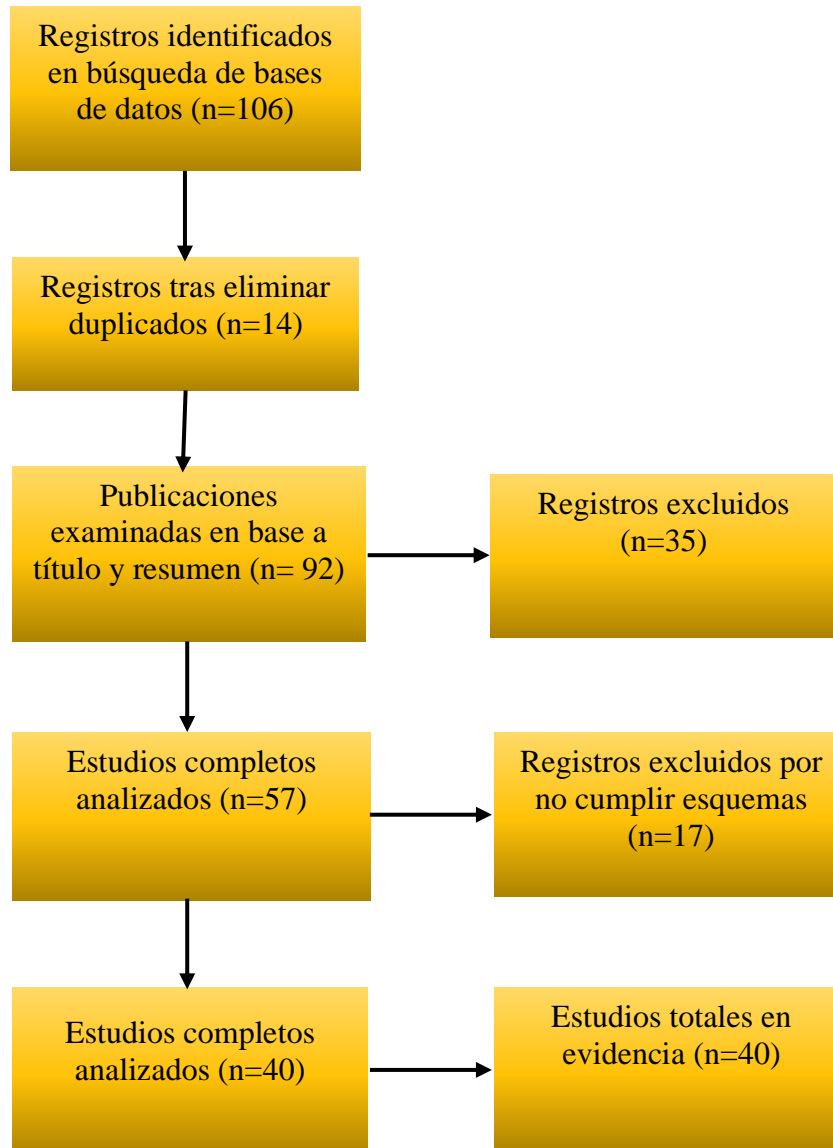 Registros identificados
en búsqueda de bases
de datos (n=106)
Registros tras eliminar
duplicados (n=14)
Publicaciones
examinadas en base a
título y resumen (n= 92)
Registros excluidos
(n=35)
Estudios completos
analizados (n=57)
Registros excluidos por
no cumplir esquemas
(n=17)
Estudios completos
analizados (n=40)
Estudios totales en
evidencia (n=40)